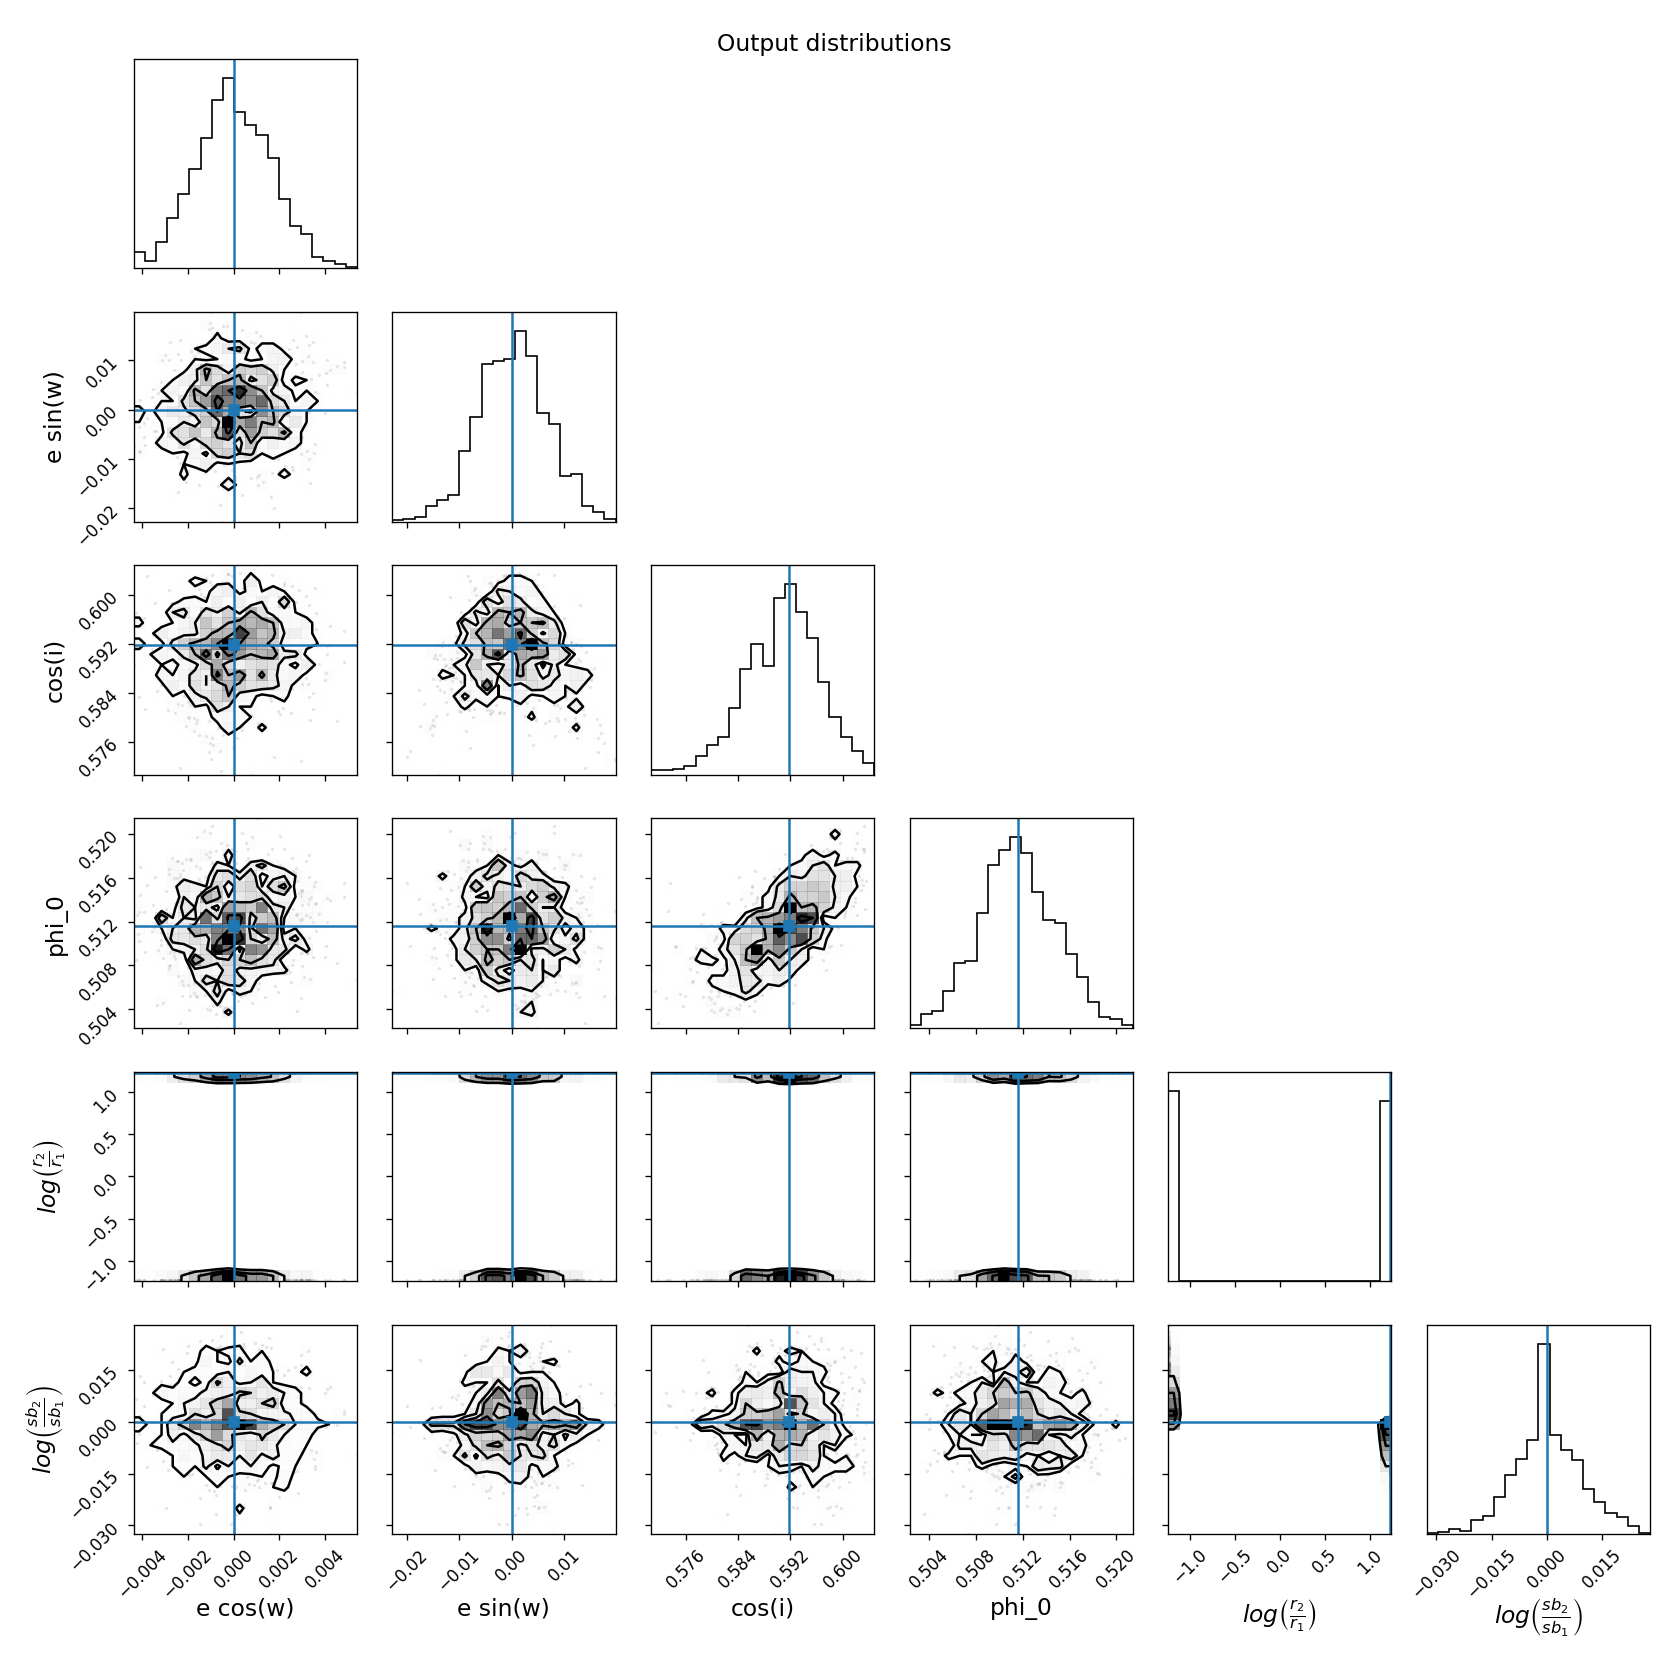 Output distributions
e sin(w)
0.01
0.00
−0.01
−0.02
cos(i)
0.600
0.592
0.584
0.576
phi_0
0.520
0.516
0.512
0.508
0.504
log(r₂/r₁)
1.0
0.5
0.0
−0.5
−1.0
log(sb₂/sb₁)
0.015
0.000
−0.015
−0.030
−0.004 −0.002 0.000 0.002 0.004 −0.02 −0.01 0.00 0.01 0.576 0.584 0.592 0.600 0.504 0.508 0.512 0.516 0.520 −1.0 −0.5 0.0 0.5 1.0 −0.030 −0.015 0.000 0.015
e cos(w) e sin(w) cos(i) phi_0 log(r₂/r₁) log(sb₂/sb₁)